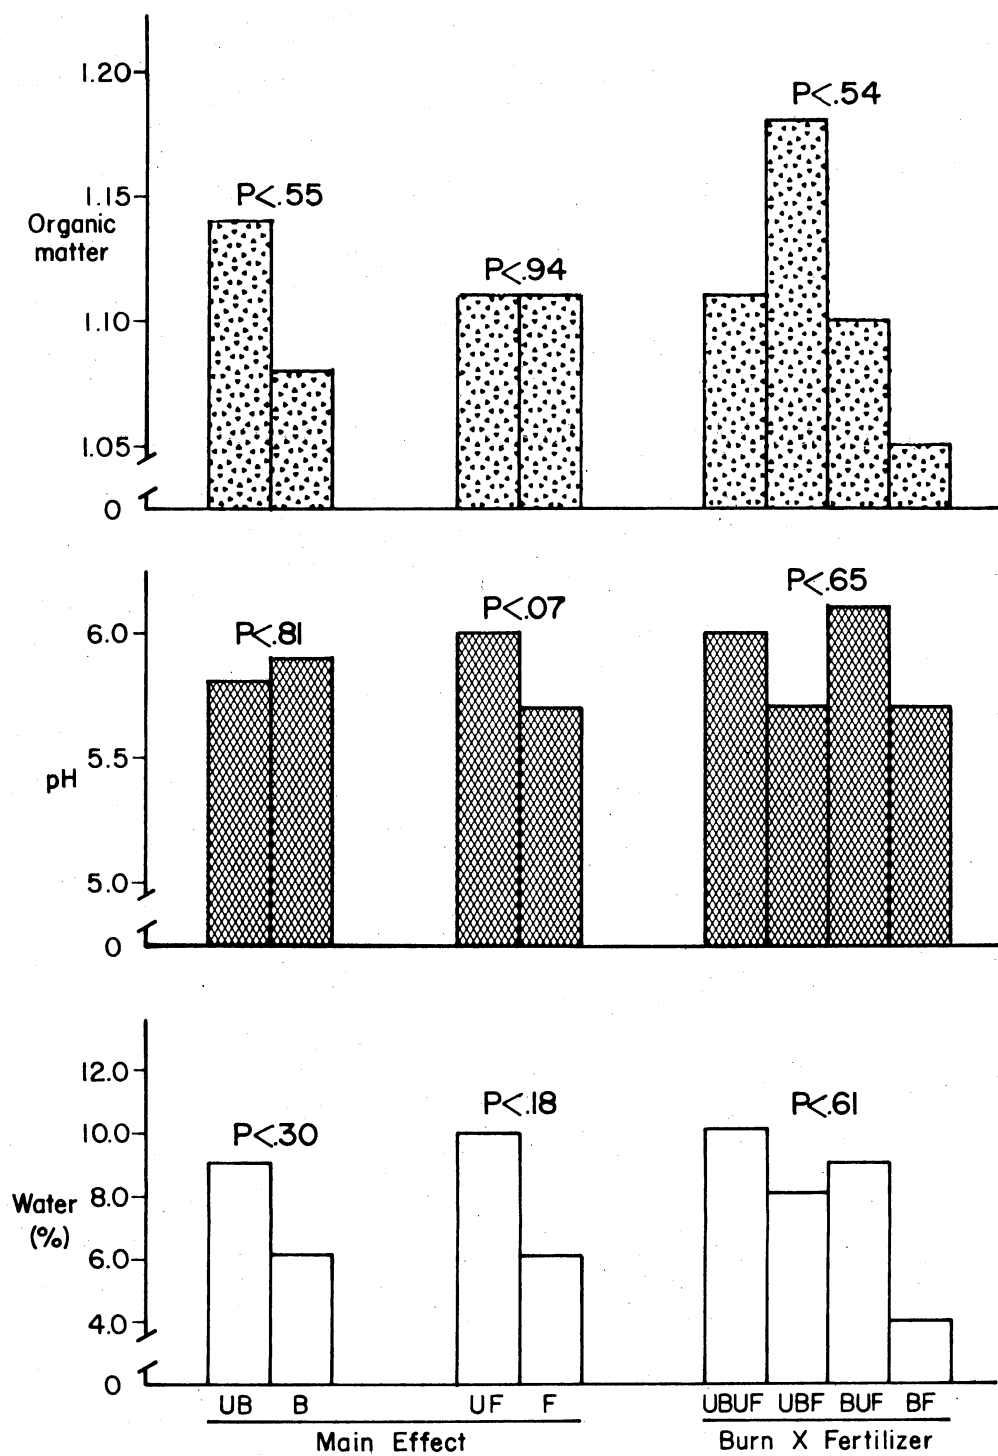 1.20
P<.54
1.15
P<.55
Organic
matter
P<.94
1.10
1.05
0
P<.65
P<.07
6.0
P<.81
5.5
pH
5.0
0
12.0
P<.18
P<.61
10.0
P<.30
Water
(%)
8.0
6.0
4.0
0
UB B UF F UBUF UBF BUF BF
Main Effect Burn X Fertilizer